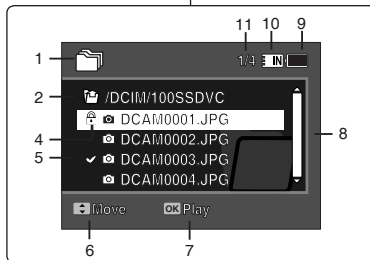 11 10 9
1 1/4 IN
2 /DCIM/100SSDVC
4 DCAM0001.JPG 8
DCAM0002.JPG
5 DCAM0003.JPG
DCAM0004.JPG
Move OK Play
6 7